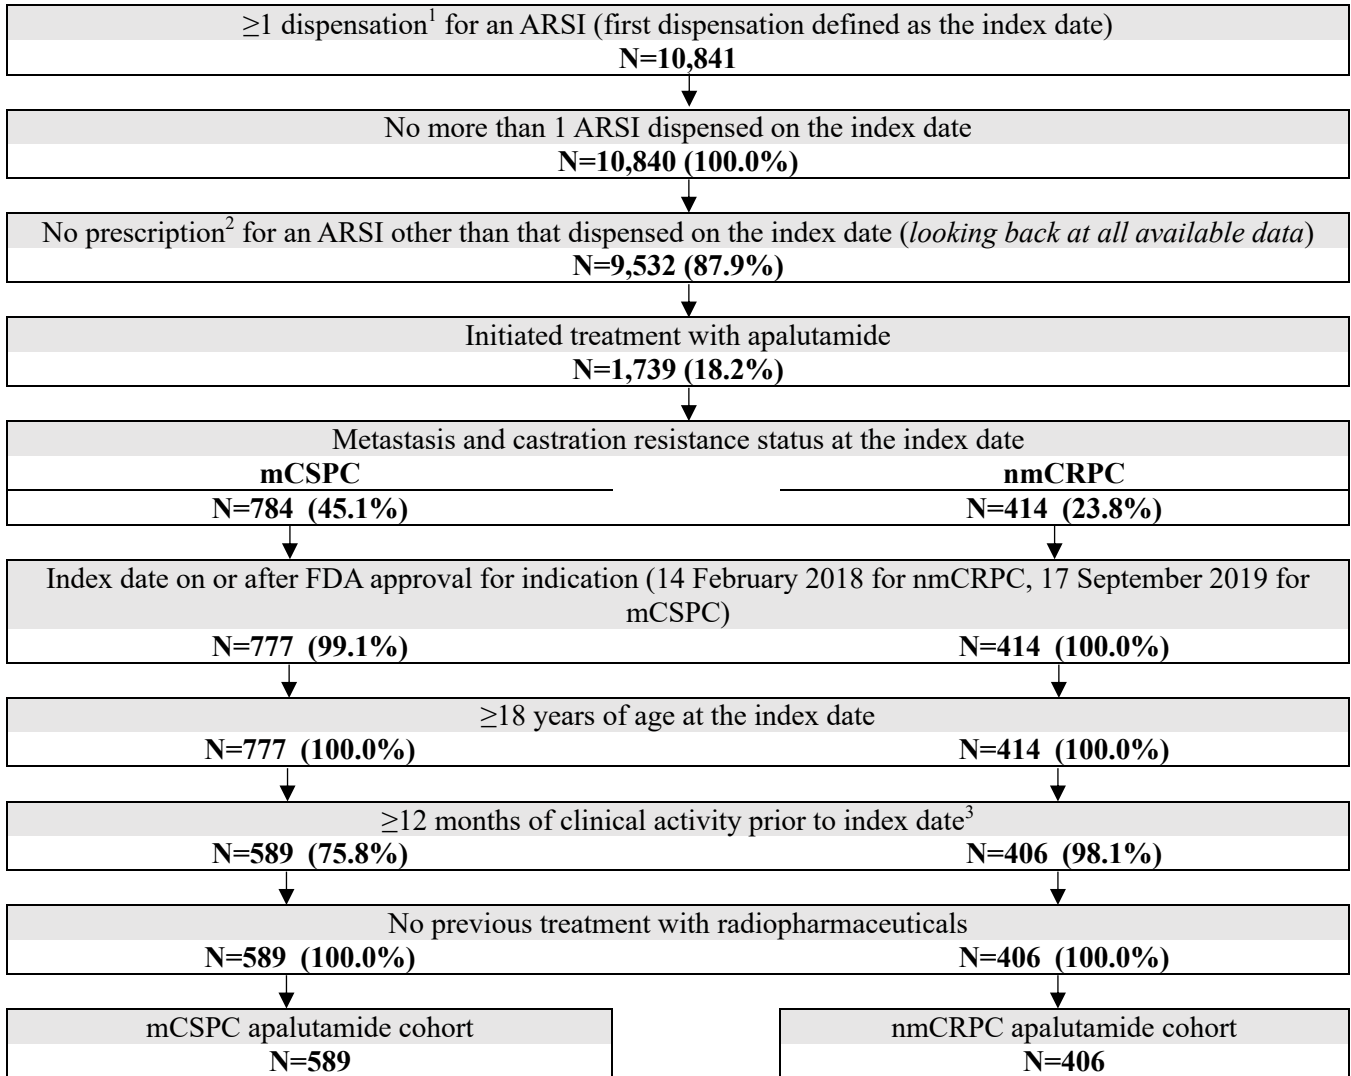 ≥1 dispensation¹ for an ARSI (first dispensation defined as the index date)
N=10,841
No more than 1 ARSI dispensed on the index date
N=10,840 (100.0%)
No prescription² for an ARSI other than that dispensed on the index date (looking back at all available data)
N=9,532 (87.9%)
Initiated treatment with apalutamide
N=1,739 (18.2%)
Metastasis and castration resistance status at the index date
mCSPC nmCRPC
N=784 (45.1%) N=414 (23.8%)
Index date on or after FDA approval for indication (14 February 2018 for nmCRPC, 17 September 2019 for
mCSPC)
N=777 (99.1%) N=414 (100.0%)
≥18 years of age at the index date
N=777 (100.0%) N=414 (100.0%)
≥12 months of clinical activity prior to index date³
N=589 (75.8%) N=406 (98.1%)
No previous treatment with radiopharmaceuticals
N=589 (100.0%) N=406 (100.0%)
mCSPC apalutamide cohort nmCRPC apalutamide cohort
N=589 N=406